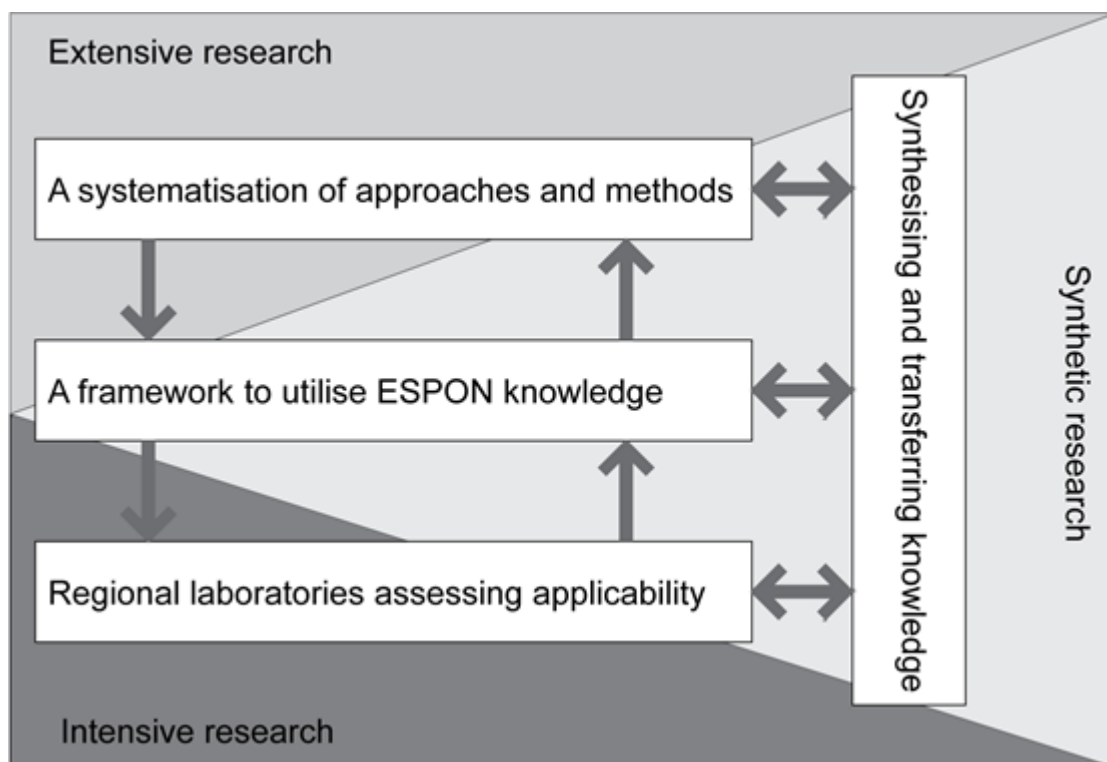 Extensive research
A systematisation of approaches and methods
A framework to utilise ESPON knowledge
Regional laboratories assessing applicability
Intensive research
Synthesising and transferring knowledge
Synthetic research